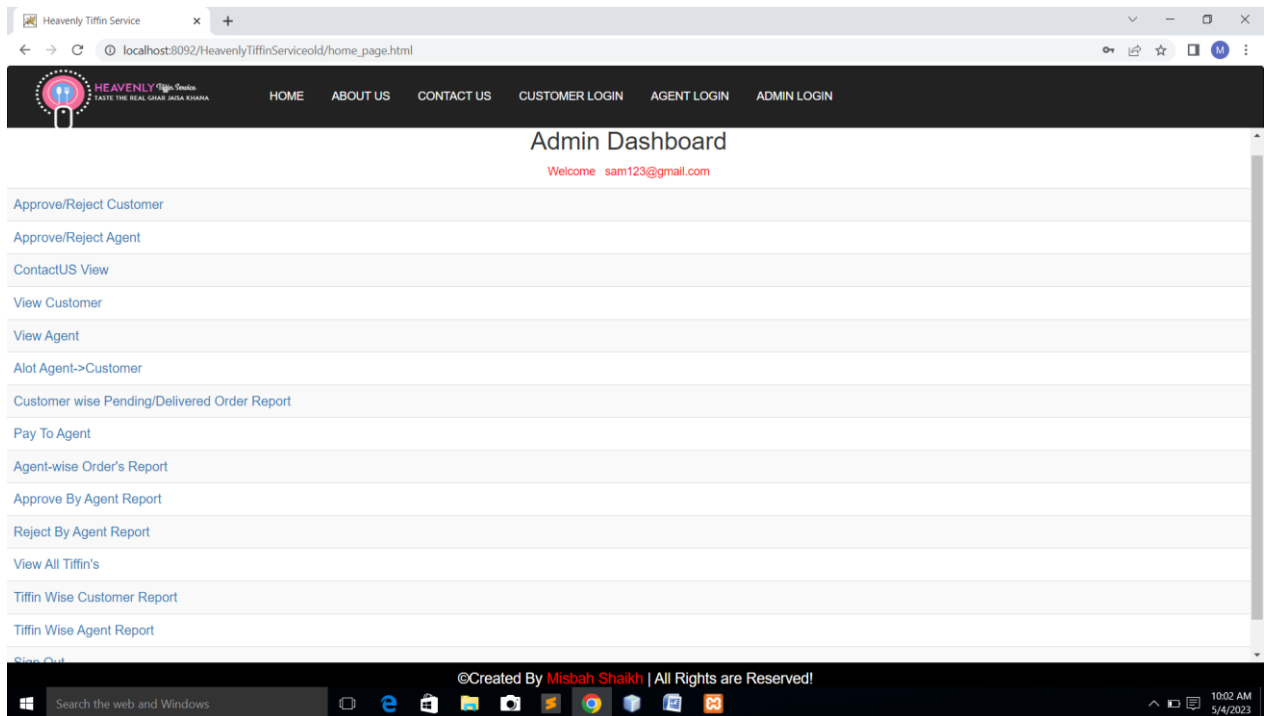 Heavenly Tiffin Service
localhost:8092/HeavenlyTiffinServiceold/home_page.html
M
HEAVENLY Tiffin Service
TASTE THE REAL GHAR JAISA KHANA
HOME ABOUT US CONTACT US CUSTOMER LOGIN AGENT LOGIN ADMIN LOGIN
Admin Dashboard
Welcome sam123@gmail.com
Approve/Reject Customer
Approve/Reject Agent
ContactUS View
View Customer
View Agent
Alot Agent->Customer
Customer wise Pending/Delivered Order Report
Pay To Agent
Agent-wise Order's Report
Approve By Agent Report
Reject By Agent Report
View All Tiffin's
Tiffin Wise Customer Report
Tiffin Wise Agent Report
Sign Out
©Created By Misbah Shaikh | All Rights are Reserved!
Search the web and Windows
10:02 AM
5/4/2023